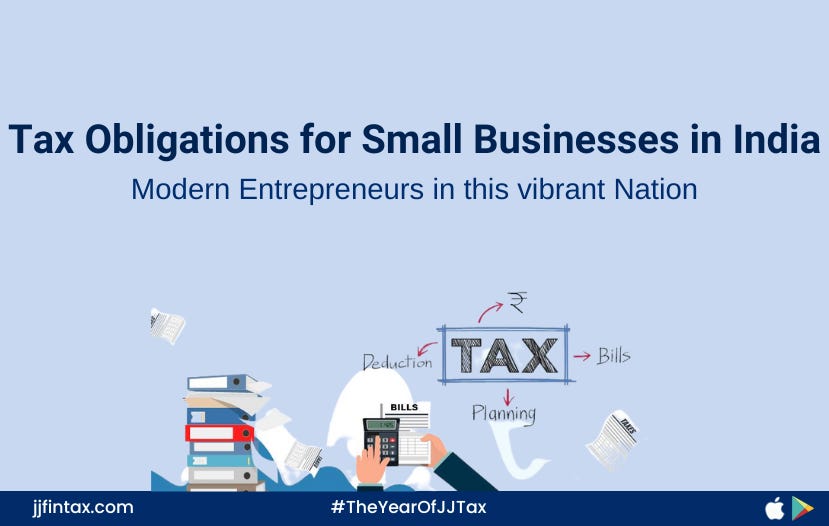 Tax Obligations for Small Businesses in India
Modern Entrepreneurs in this vibrant Nation
₹
TAX
Deduction
Bills
Planning
BILLS
TAXES
jjfintax.com
#TheYearOfJJTax